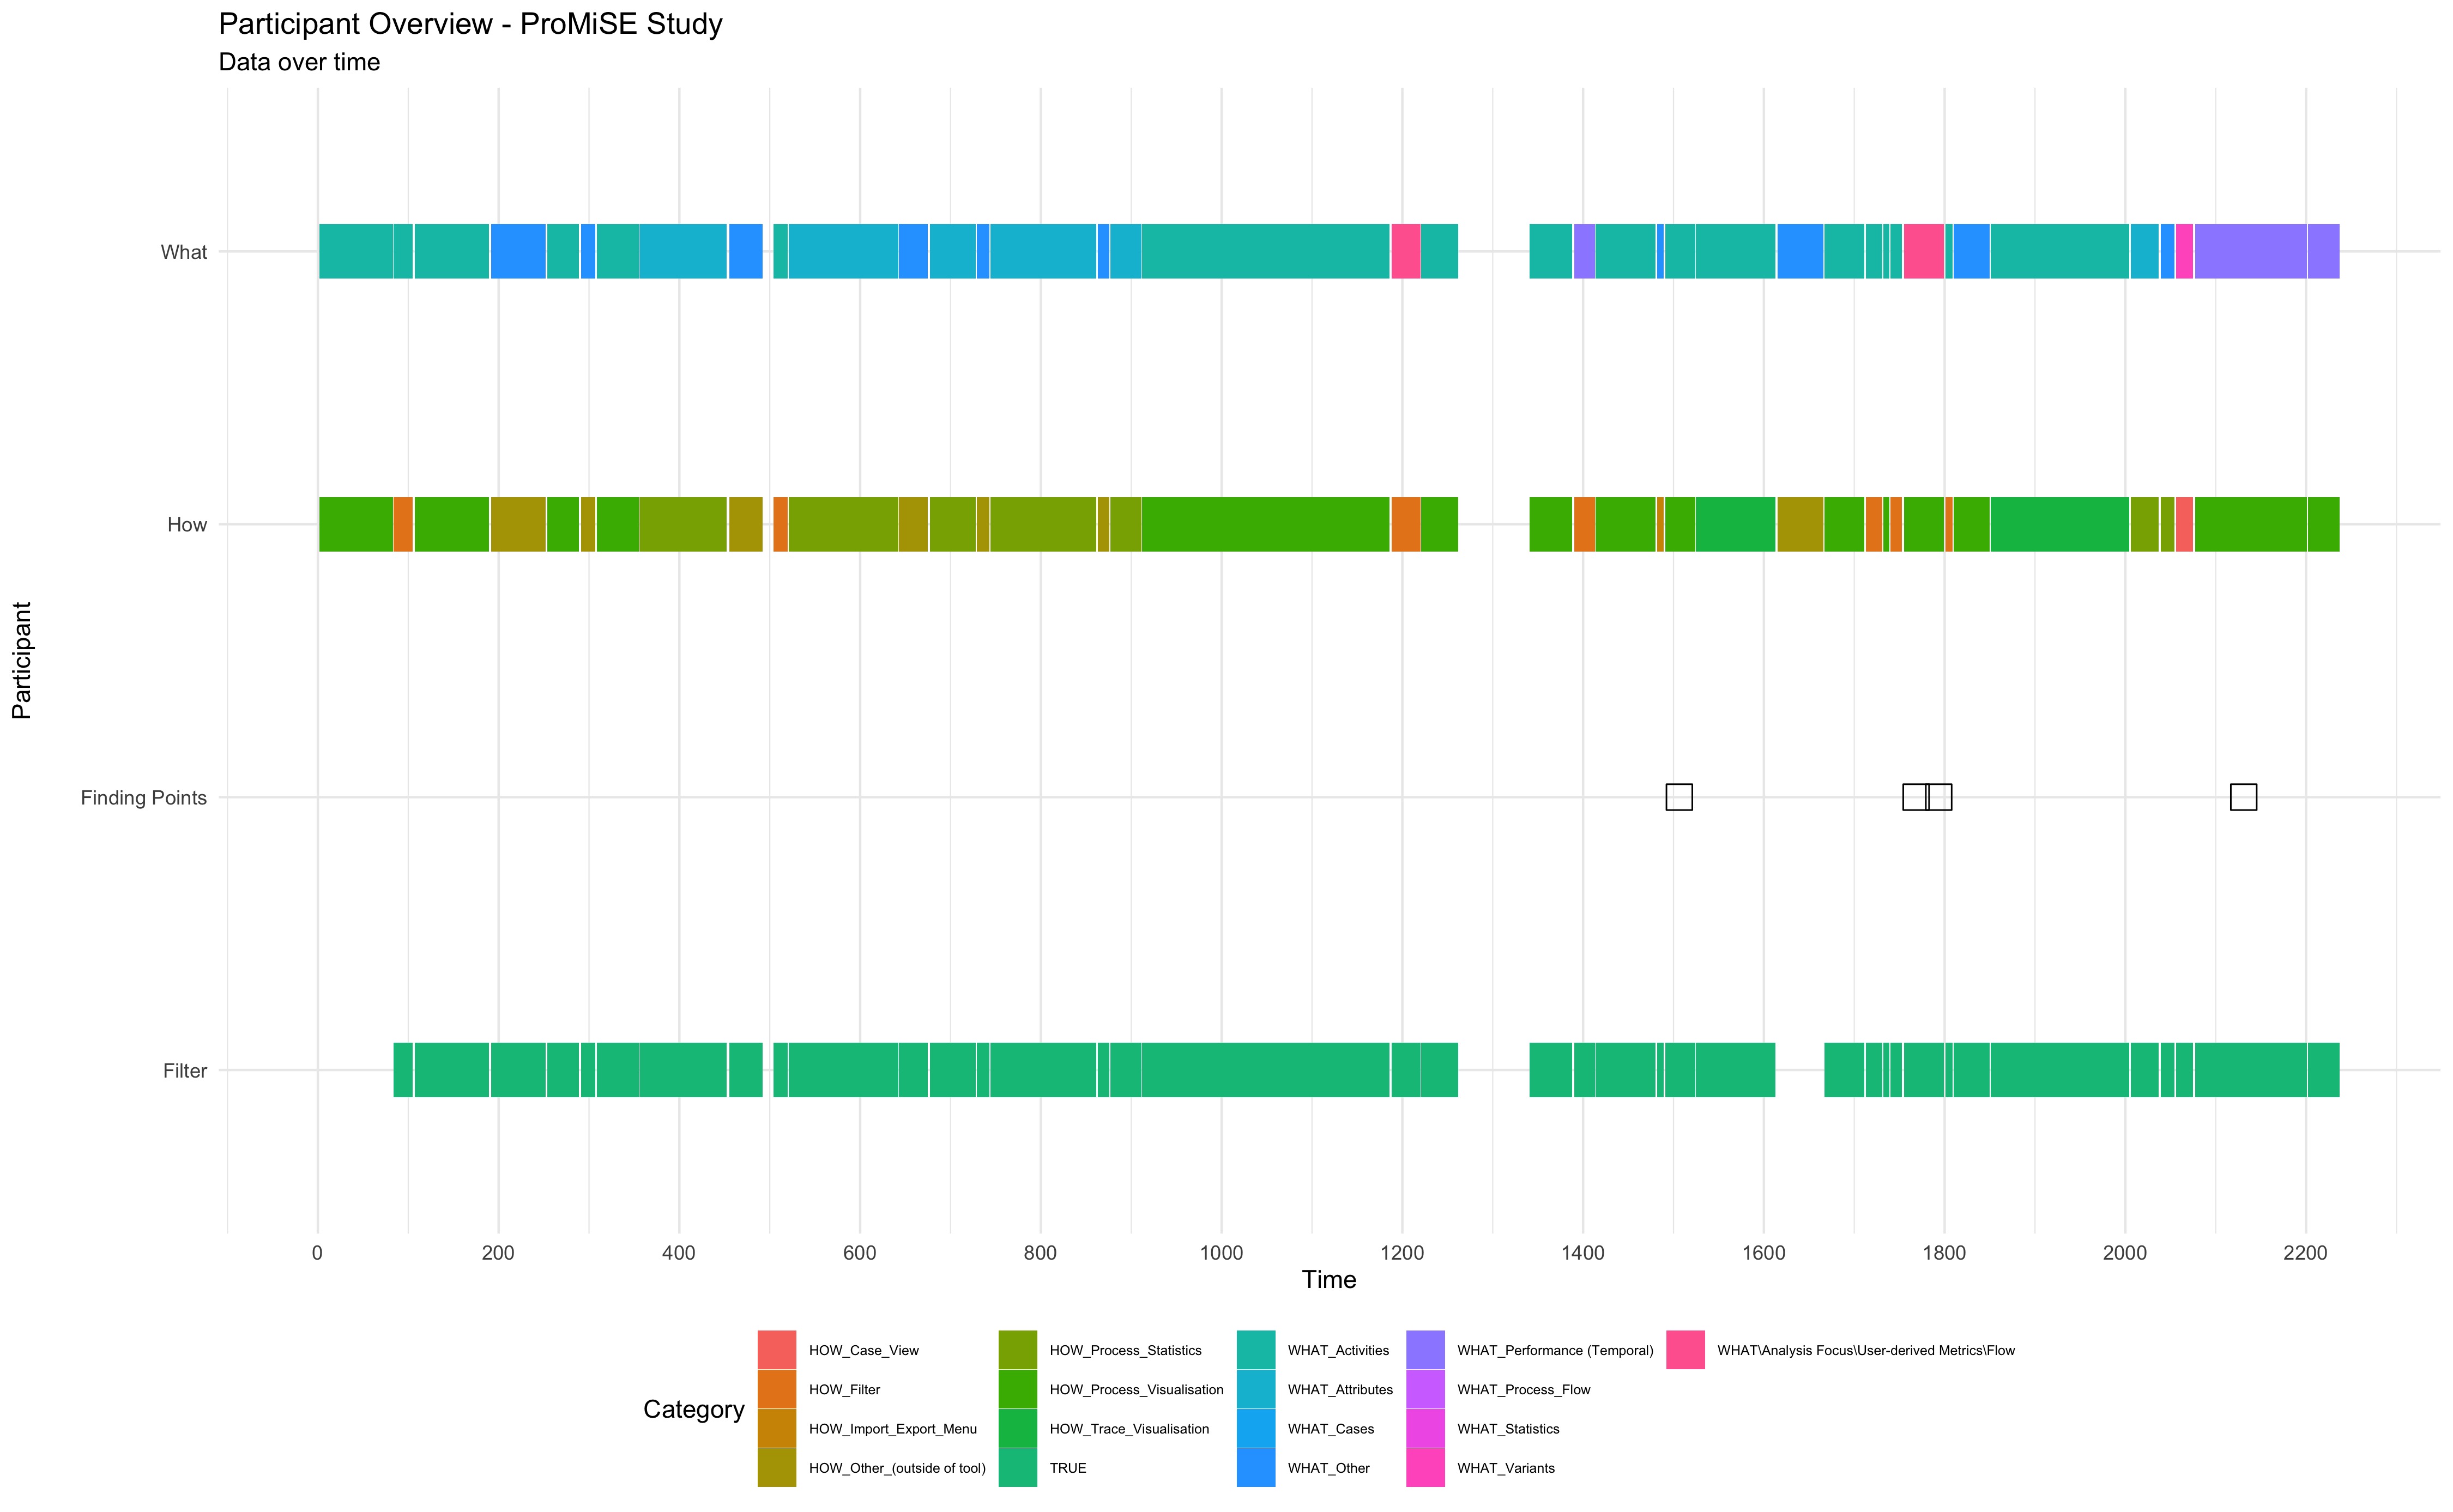 Participant Overview - ProMiSE Study
Data over time
Participant
What
How
Finding Points
Filter
0 200 400 600 800 1000 1200 1400 1600 1800 2000 2200
Time
Category
HOW_Case_View
HOW_Filter
HOW_Import_Export_Menu
HOW_Other_(outside of tool)
HOW_Process_Statistics
HOW_Process_Visualisation
HOW_Trace_Visualisation
TRUE
WHAT_Activities
WHAT_Attributes
WHAT_Cases
WHAT_Other
WHAT_Performance (Temporal)
WHAT_Process_Flow
WHAT_Statistics
WHAT_Variants
WHAT\Analysis Focus\User-derived Metrics\Flow